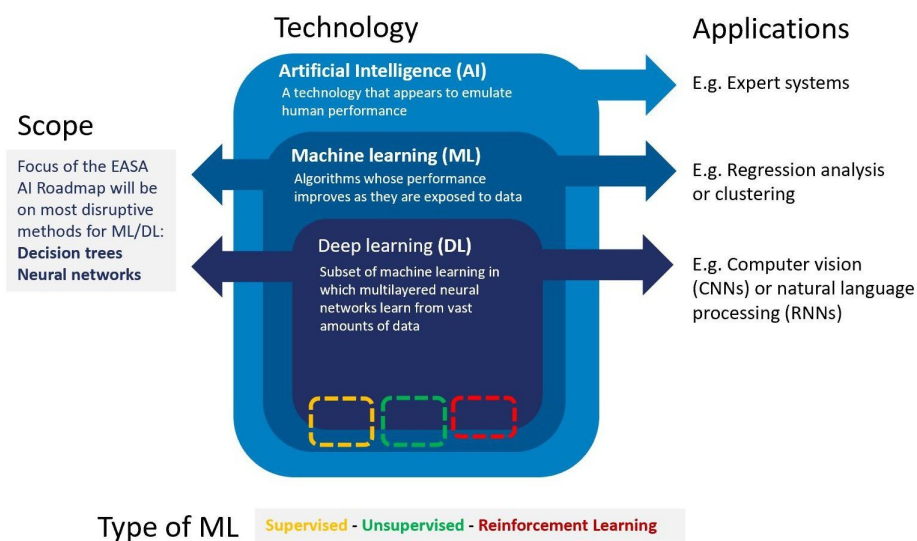 Technology
Applications
Artificial Intelligence (AI)
A technology that appears to emulate
human performance
E.g. Expert systems
Scope
Focus of the EASA
AI Roadmap will be
on most disruptive
methods for ML/DL:
Decision trees
Neural networks
Machine learning (ML)
Algorithms whose performance
improves as they are exposed to data
E.g. Regression analysis
or clustering
Deep learning (DL)
Subset of machine learning in
which multilayered neural
networks learn from vast
amounts of data
E.g. Computer vision
(CNNs) or natural language
processing (RNNs)
Type of ML
Supervised - Unsupervised - Reinforcement Learning